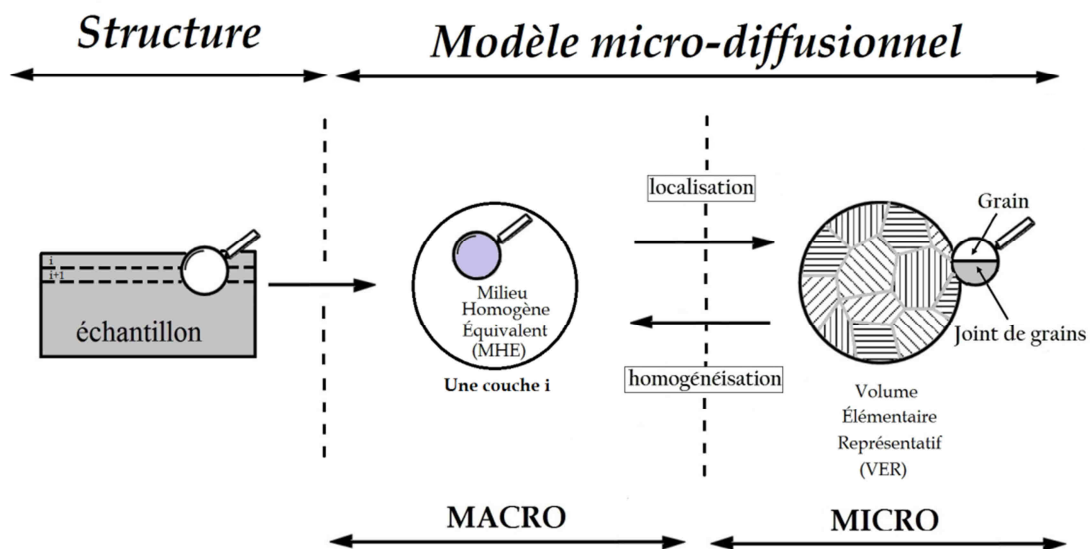 Structure
Modèle micro-diffusionnel
localisation
Grain
i
i+1
échantillon
Milieu
Homogène
Équivalent
(MHE)
Une couche i
Joint de grains
homogénéisation
Volume
Élémentaire
Représentatif
(VER)
MACRO
MICRO